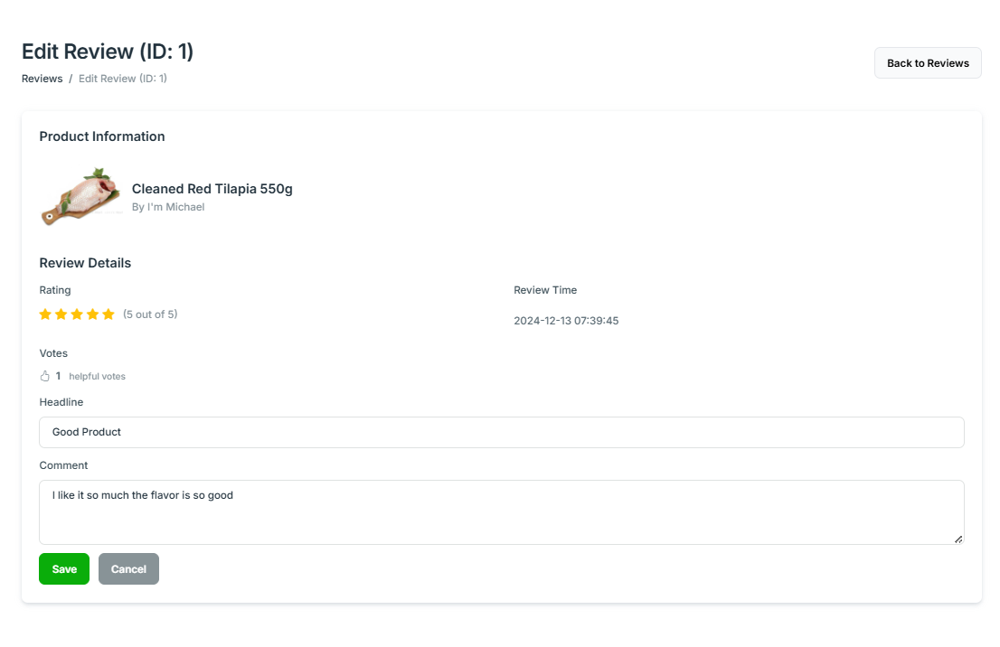 Edit Review (ID: 1)
Reviews / Edit Review (ID: 1)
Back to Reviews
Product Information
Cleaned Red Tilapia 550g
By I'm Michael
Review Details
Rating
(5 out of 5)
Review Time
2024-12-13 07:39:45
Votes
1 helpful votes
Headline
Good Product
Comment
I like it so much the flavor is so good
Save
Cancel